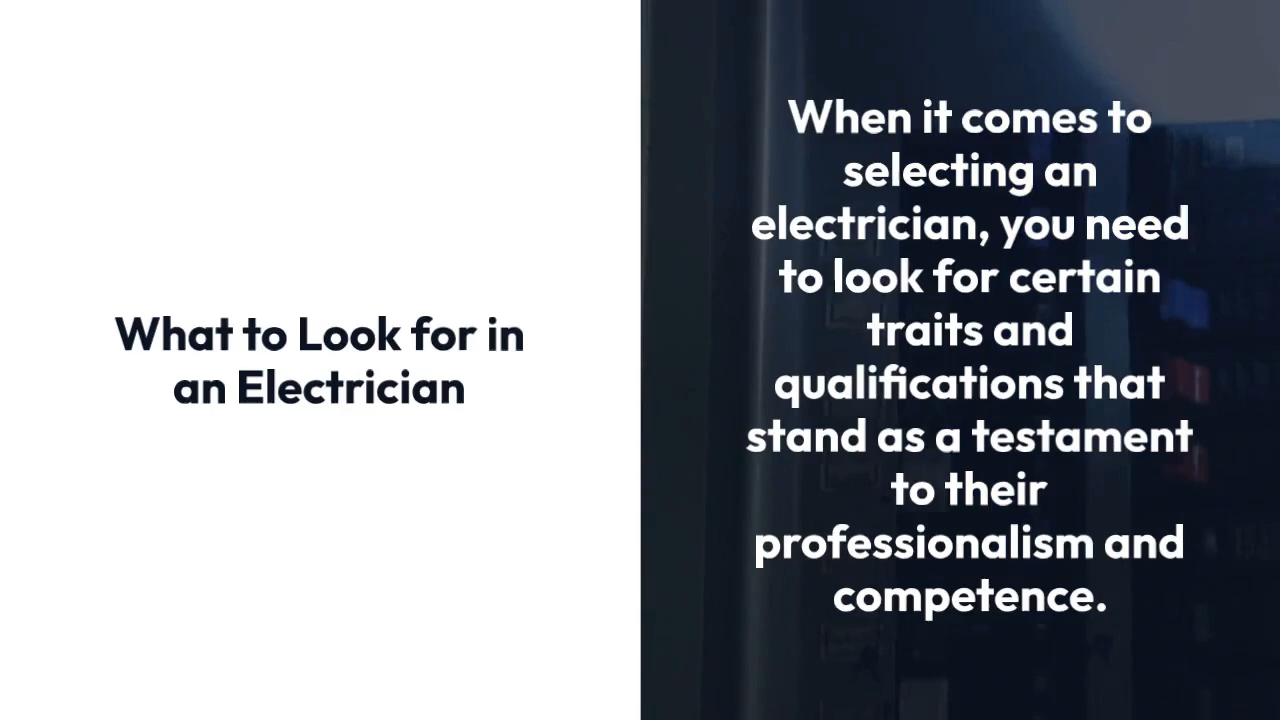 What to Look for in
an Electrician
When it comes to
selecting an
electrician, you need
to look for certain
traits and
qualifications that
stand as a testament
to their
professionalism and
competence.